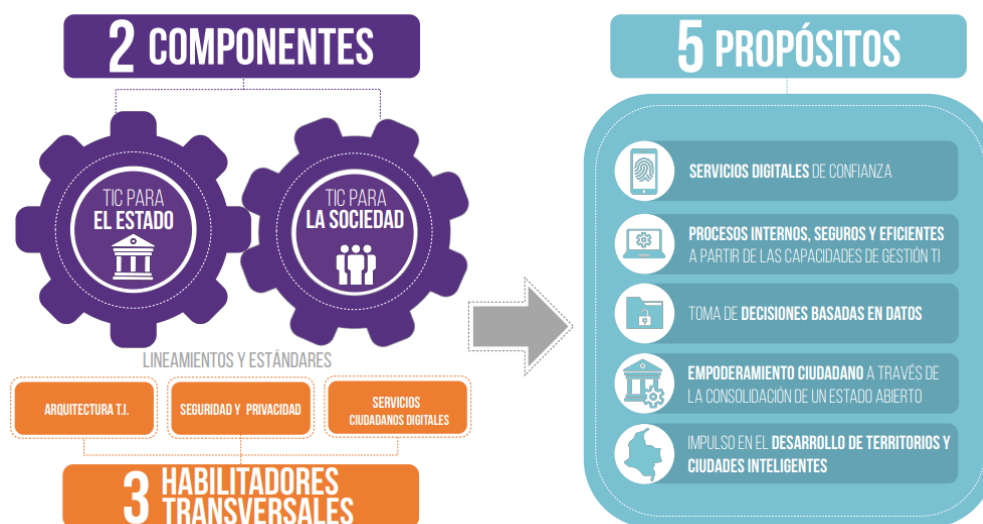 2 COMPONENTES
TIC PARA
EL ESTADO
TIC PARA
LA SOCIEDAD
LINEAMIENTOS Y ESTÁNDARES
ARQUITECTURA T.I.
SEGURIDAD Y PRIVACIDAD
SERVICIOS
CIUDADANOS DIGITALES
3 HABILITADORES
TRANSVERSALES
5 PROPÓSITOS
SERVICIOS DIGITALES DE CONFIANZA
PROCESOS INTERNOS, SEGUROS Y EFICIENTES
A PARTIR DE LAS CAPACIDADES DE GESTIÓN TI
TOMA DE DECISIONES BASADAS EN DATOS
EMPODERAMIENTO CIUDADANO A TRAVÉS DE
LA CONSOLIDACIÓN DE UN ESTADO ABIERTO
IMPULSO EN EL DESARROLLO DE TERRITORIOS Y
CIUDADES INTELIGENTES